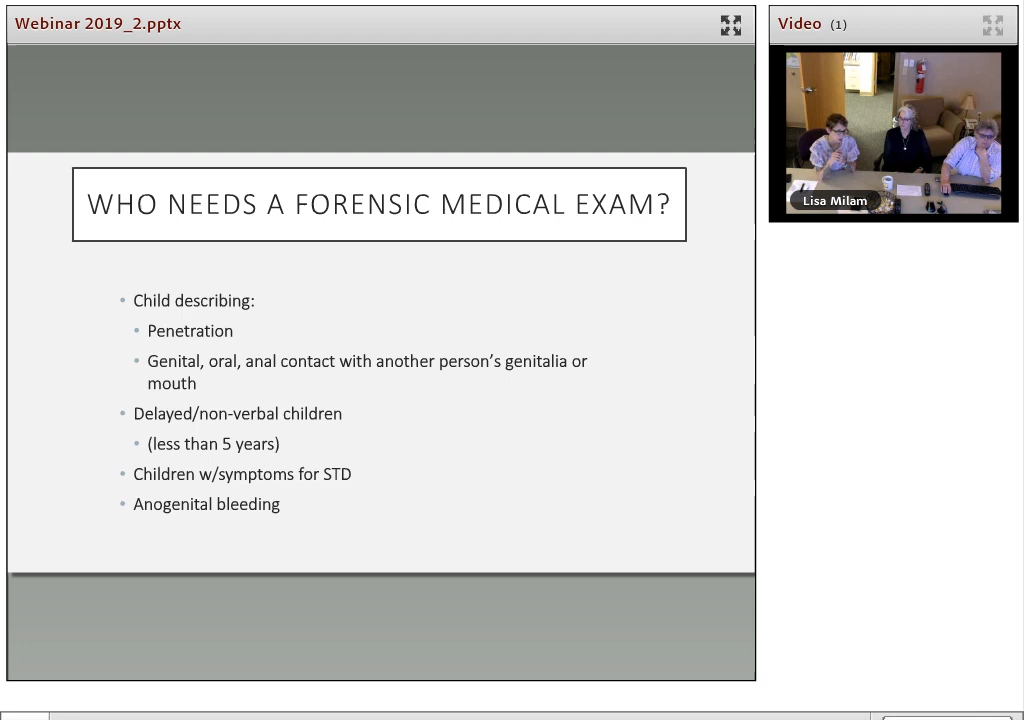 Webinar 2019_2.pptx
Video (1)
Lisa Milam
WHO NEEDS A FORENSIC MEDICAL EXAM?
• Child describing:
• Penetration
• Genital, oral, anal contact with another person’s genitalia or
mouth
• Delayed/non-verbal children
• (less than 5 years)
• Children w/symptoms for STD
• Anogenital bleeding